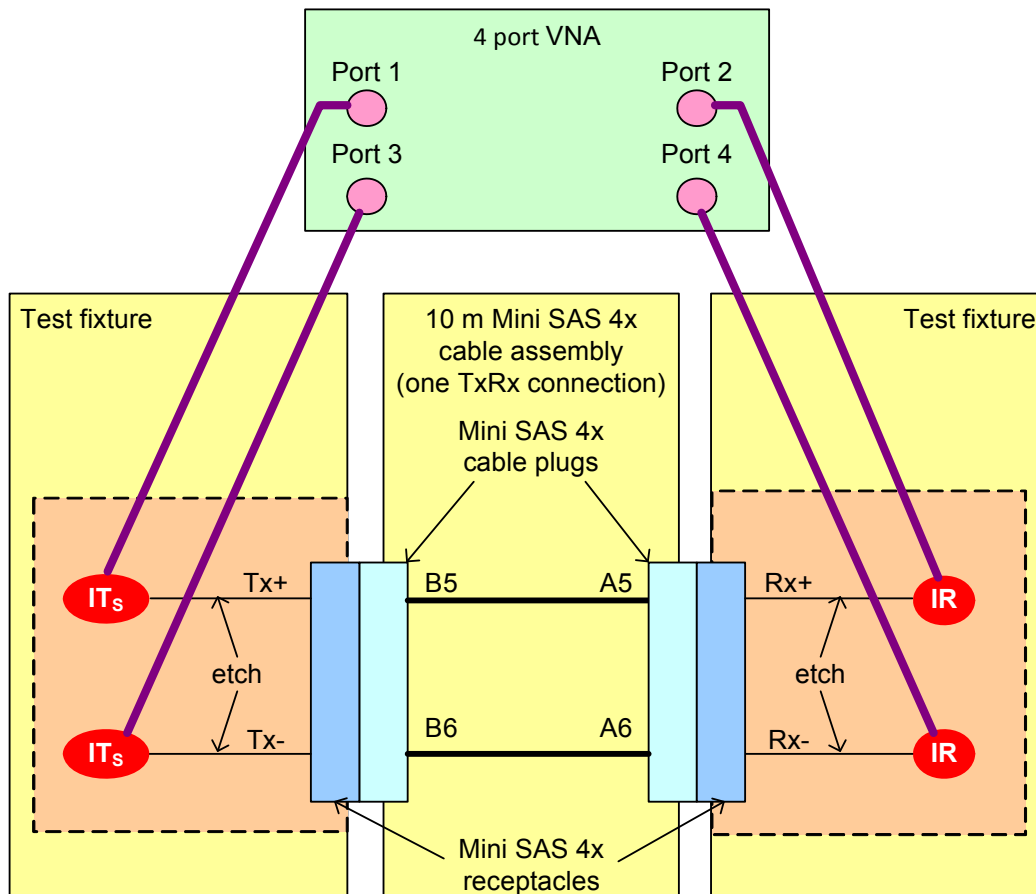 4 port VNA
Port 1
Port 2
Port 3
Port 4
Test fixture
10 m Mini SAS 4x
cable assembly
(one TxRx connection)
Test fixture
Mini SAS 4x
cable plugs
ITS
Tx+
B5
A5
Rx+
IR
etch
etch
ITS
Tx-
B6
A6
Rx-
IR
Mini SAS 4x
receptacles